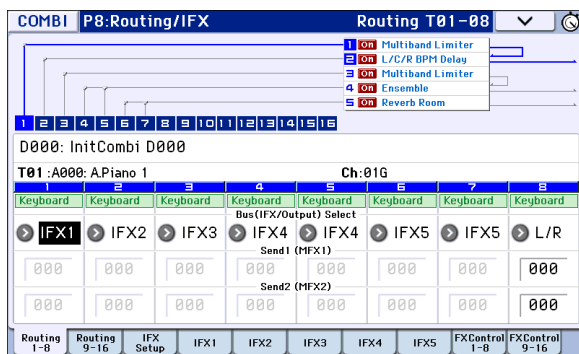 COMBI P8:Routing/IFX Routing T01-08
1 On Multiband Limiter
2 On L/C/R BPM Delay
3 On Multiband Limiter
4 On Ensemble
5 On Reverb Room
1 2 3 4 5 6 7 8 9 10 11 12 13 14 15 16
D000: InitCombi D000
T01 :A000: A.Piano 1 Ch:01G
1 2 3 4 5 6 7 8
Keyboard Keyboard Keyboard Keyboard Keyboard Keyboard Keyboard Keyboard
Bus(IFX/Output) Select
IFX1 IFX2 IFX3 IFX4 IFX4 IFX5 IFX5 L/R
Send1 (MFX1)
000 000 000 000 000 000 000 000
Send2 (MFX2)
000 000 000 000 000 000 000 000
Routing 1-8 Routing 9-16 IFX Setup IFX1 IFX2 IFX3 IFX4 IFX5 FXControl 1-8 FXControl 9-16